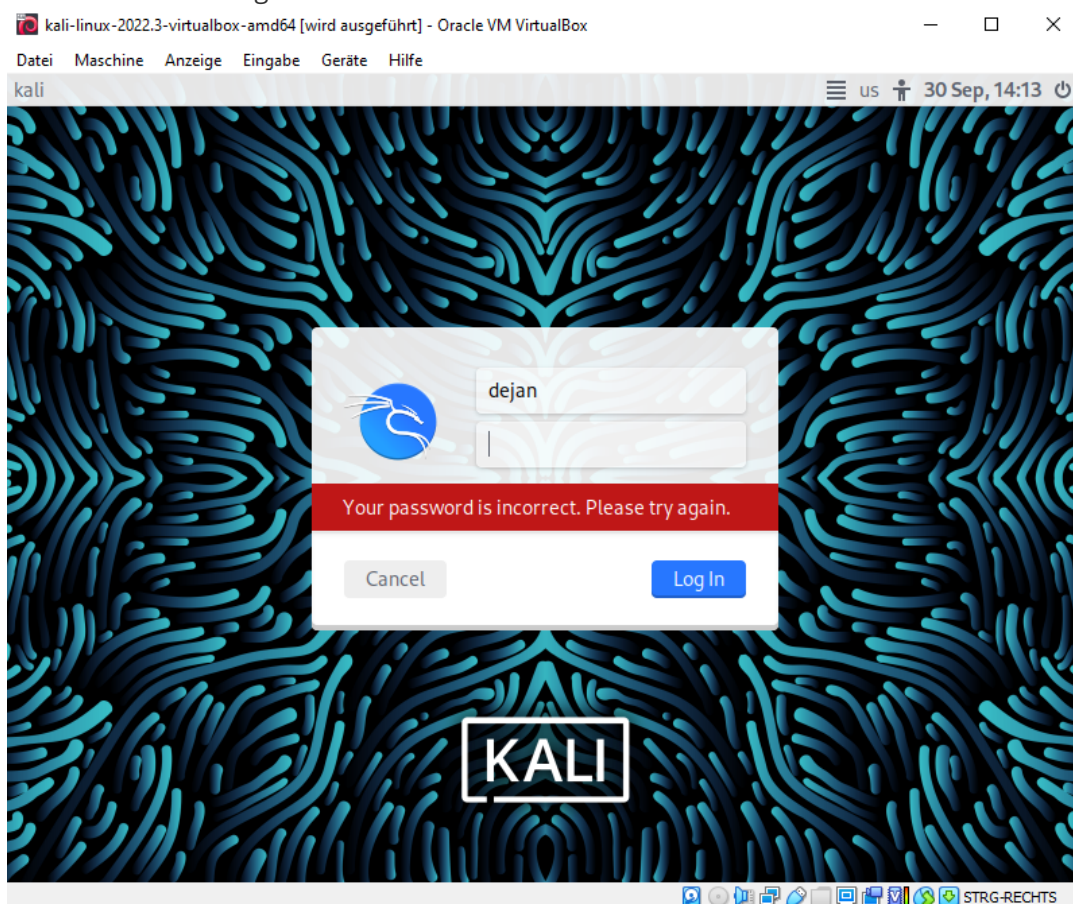 kali-linux-2022.3-virtualbox-amd64 [wird ausgeführt] - Oracle VM VirtualBox
Datei Maschine Anzeige Eingabe Geräte Hilfe
kali us 30 Sep, 14:13
dejan
Your password is incorrect. Please try again.
Cancel Log In
KALI
STRG-RECHTS